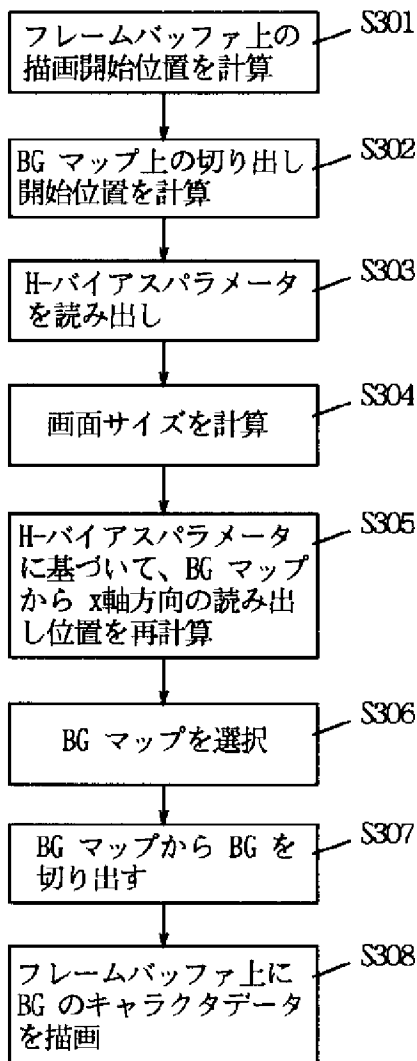 フレームバッファ上の
描画開始位置を計算
S301
BG マップ上の切り出し
開始位置を計算
S302
H-バイアスパラメータ
を読み出し
S303
画面サイズを計算
S304
H-バイアスパラメータ
に基づいて、BG マップ
から x軸方向の読み出
し位置を再計算
S305
BG マップを選択
S306
BG マップから BG を
切り出す
S307
フレームバッファ上に
BG のキャラクタデータ
を描画
S308